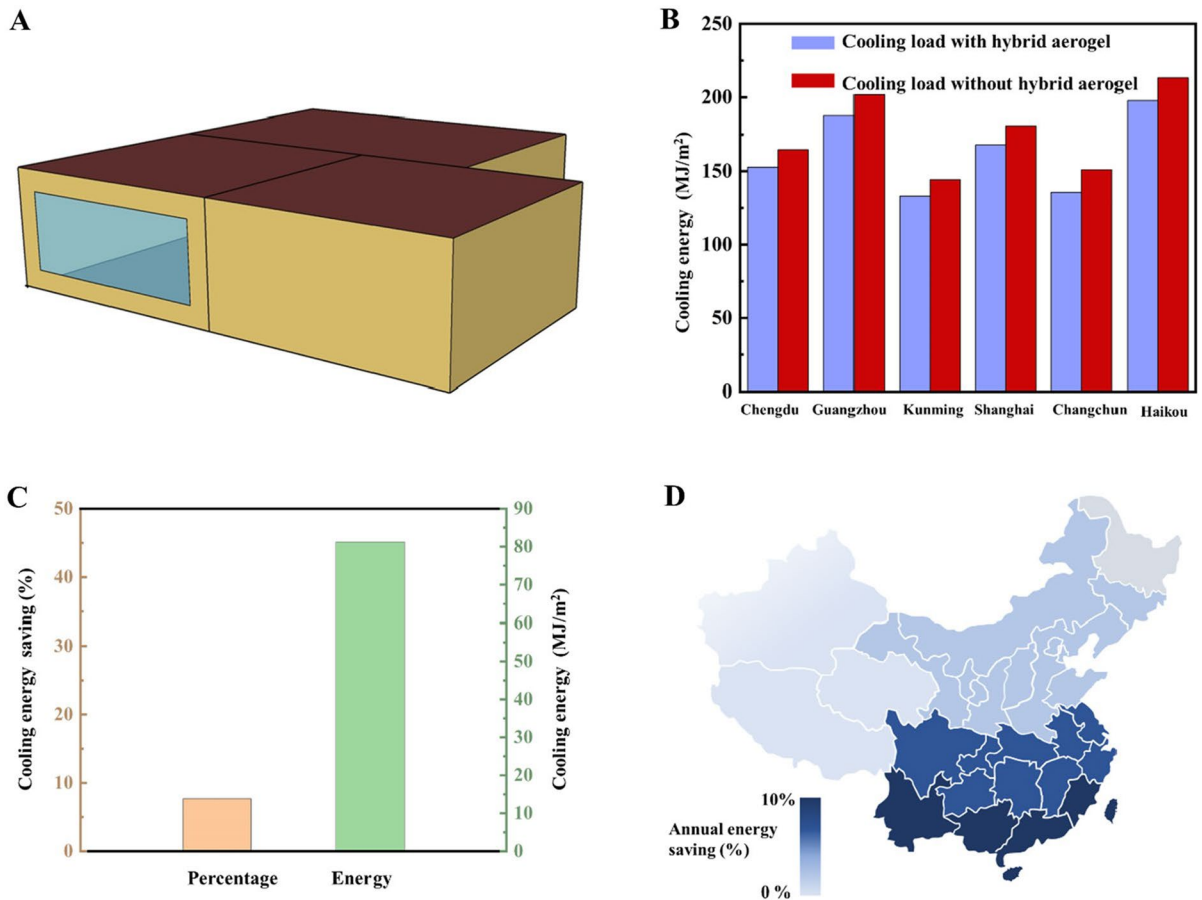 A
B
Cooling energy (MJ/m²)
250
200
150
100
50
0
Cooling load with hybrid aerogel
Cooling load without hybrid aerogel
Chengdu Guangzhou Kunming Shanghai Changchun Haikou
C
Cooling energy saving (%)
50
40
30
20
10
0
90
80
70
60
50
40
30
20
10
0
Cooling energy (MJ/m²)
Percentage Energy
D
Annual energy
saving (%)
10%
0 %